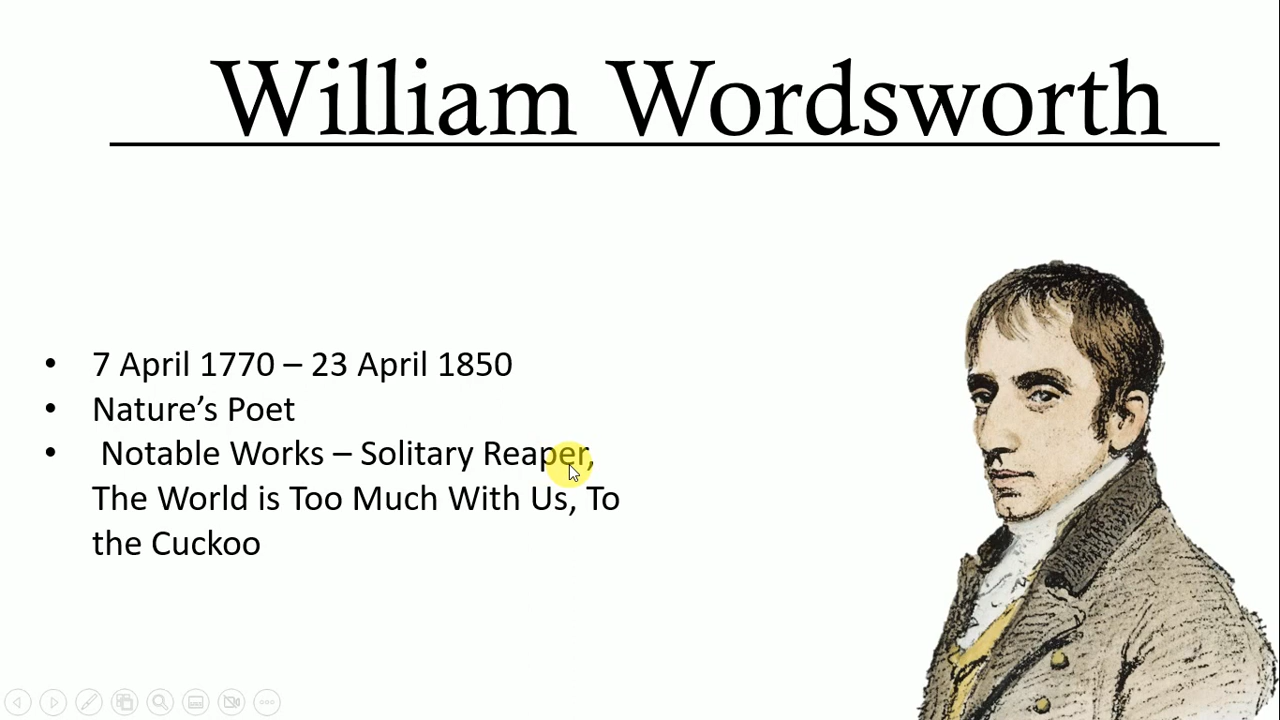 William Wordsworth
• 7 April 1770 – 23 April 1850
• Nature’s Poet
• Notable Works – Solitary Reaper,
The World is Too Much With Us, To
the Cuckoo